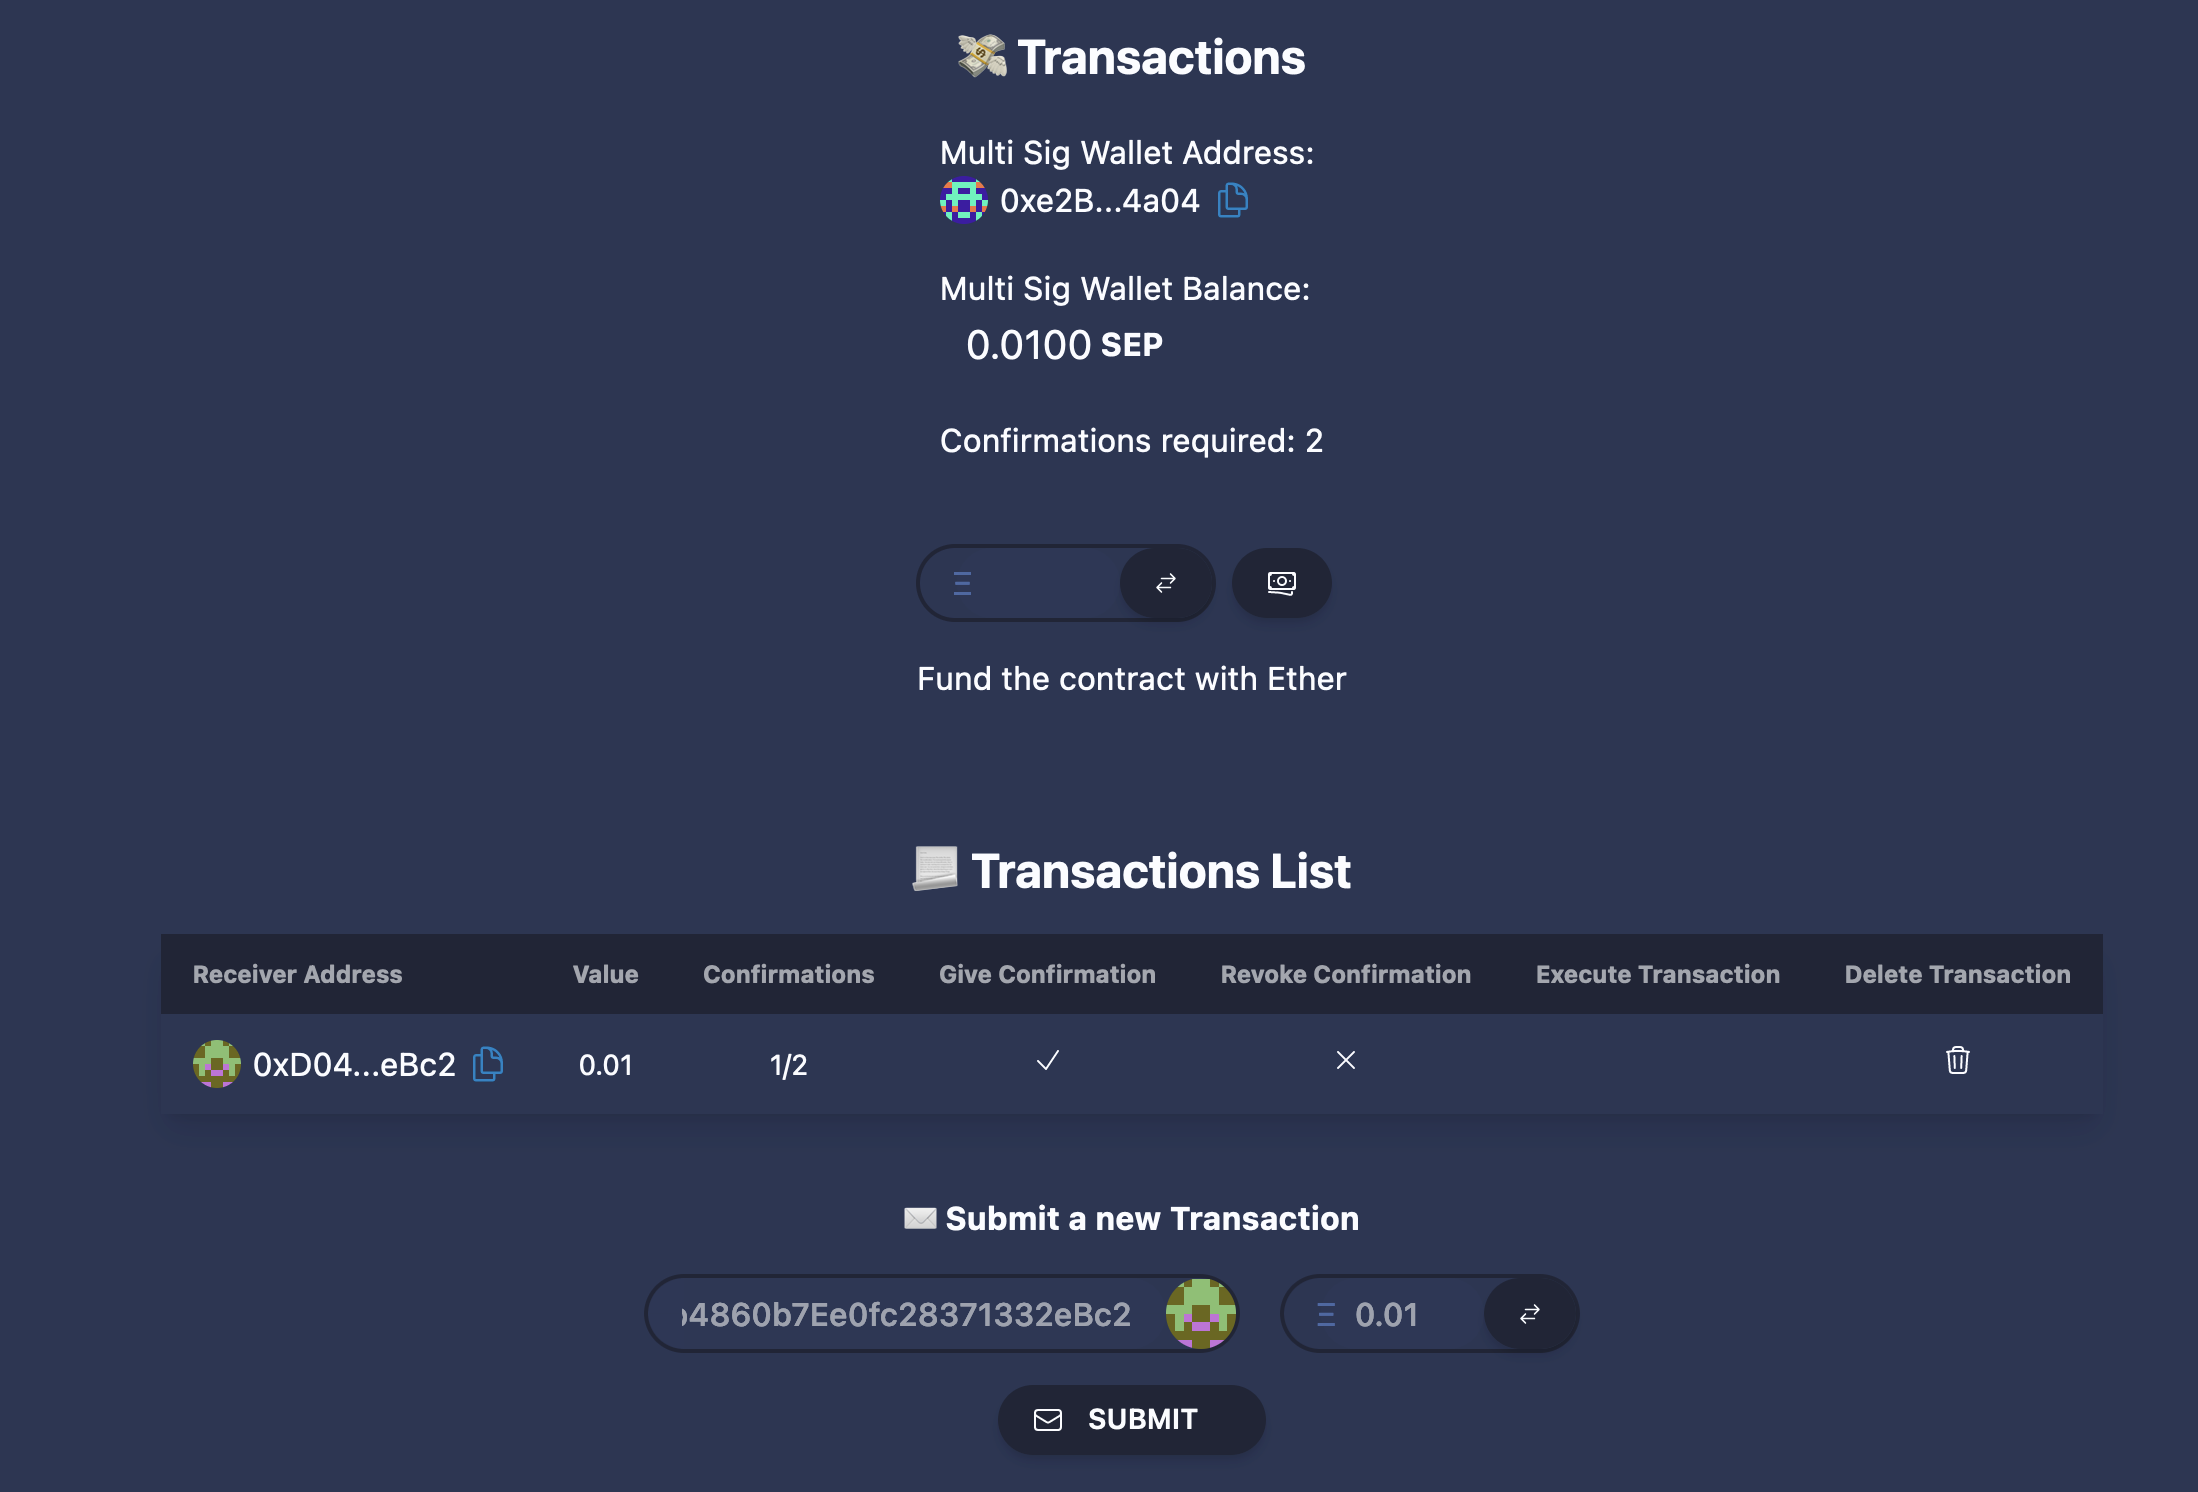 💸 Transactions
Multi Sig Wallet Address:
0xe2B...4a04
Multi Sig Wallet Balance:
0.0100 SEP
Confirmations required: 2
Ξ
Fund the contract with Ether
📃 Transactions List
Receiver Address Value Confirmations Give Confirmation Revoke Confirmation Execute Transaction Delete Transaction
0xD04...eBc2 0.01 1/2
✉️ Submit a new Transaction
4860b7Ee0fc28371332eBc2 Ξ 0.01
SUBMIT